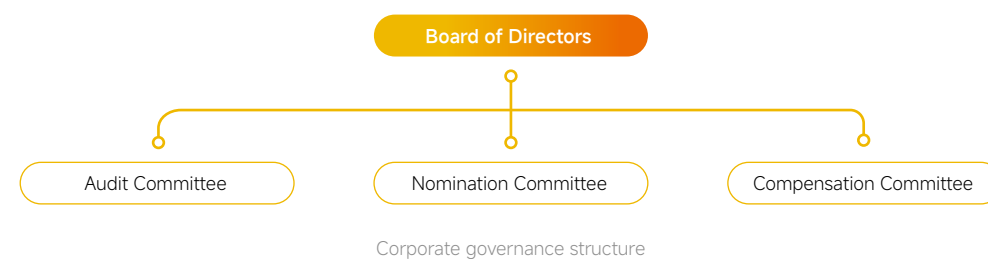 Board of Directors
Audit Committee
Nomination Committee
Compensation Committee
Corporate governance structure